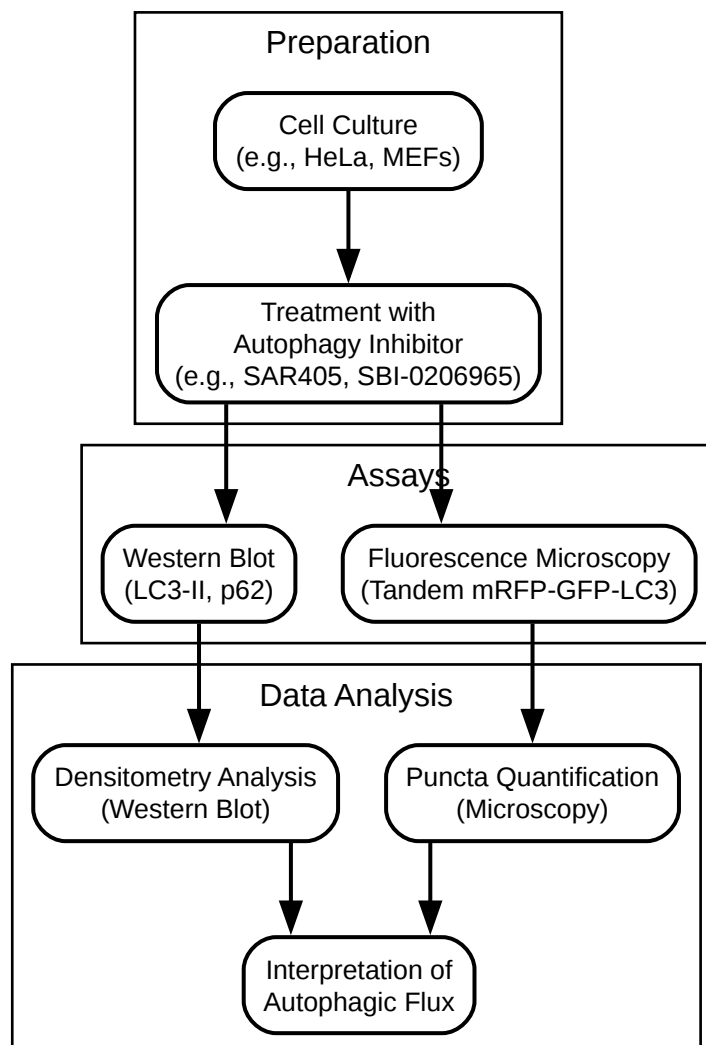 Preparation
Cell Culture
(e.g., HeLa, MEFs)
Treatment with
Autophagy Inhibitor
(e.g., SAR405, SBI-0206965)
Assays
Western Blot
(LC3-II, p62)
Fluorescence Microscopy
(Tandem mRFP-GFP-LC3)
Data Analysis
Densitometry Analysis
(Western Blot)
Puncta Quantification
(Microscopy)
Interpretation of
Autophagic Flux